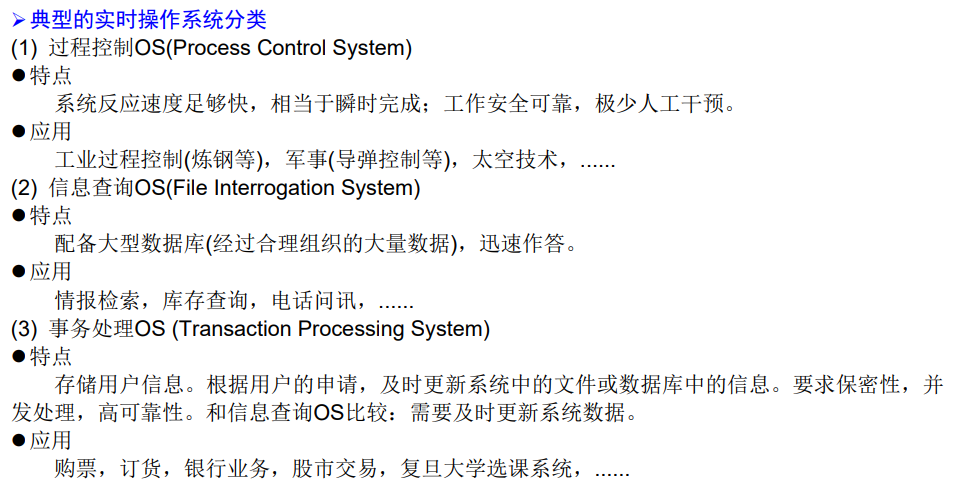 ➢典型的实时操作系统分类
(1) 过程控制OS(Process Control System)
●特点
系统反应速度足够快，相当于瞬时完成；工作安全可靠，极少人工干预。
●应用
工业过程控制(炼钢等)，军事(导弹控制等)，太空技术，......
(2) 信息查询OS(File Interrogation System)
●特点
配备大型数据库(经过合理组织的大量数据)，迅速作答。
●应用
情报检索，库存查询，电话问讯，......
(3) 事务处理OS (Transaction Processing System)
●特点
存储用户信息。根据用户的申请，及时更新系统中的文件或数据库中的信息。要求保密性，并
发处理，高可靠性。和信息查询OS比较：需要及时更新系统数据。
●应用
购票，订货，银行业务，股市交易，复旦大学选课系统，......